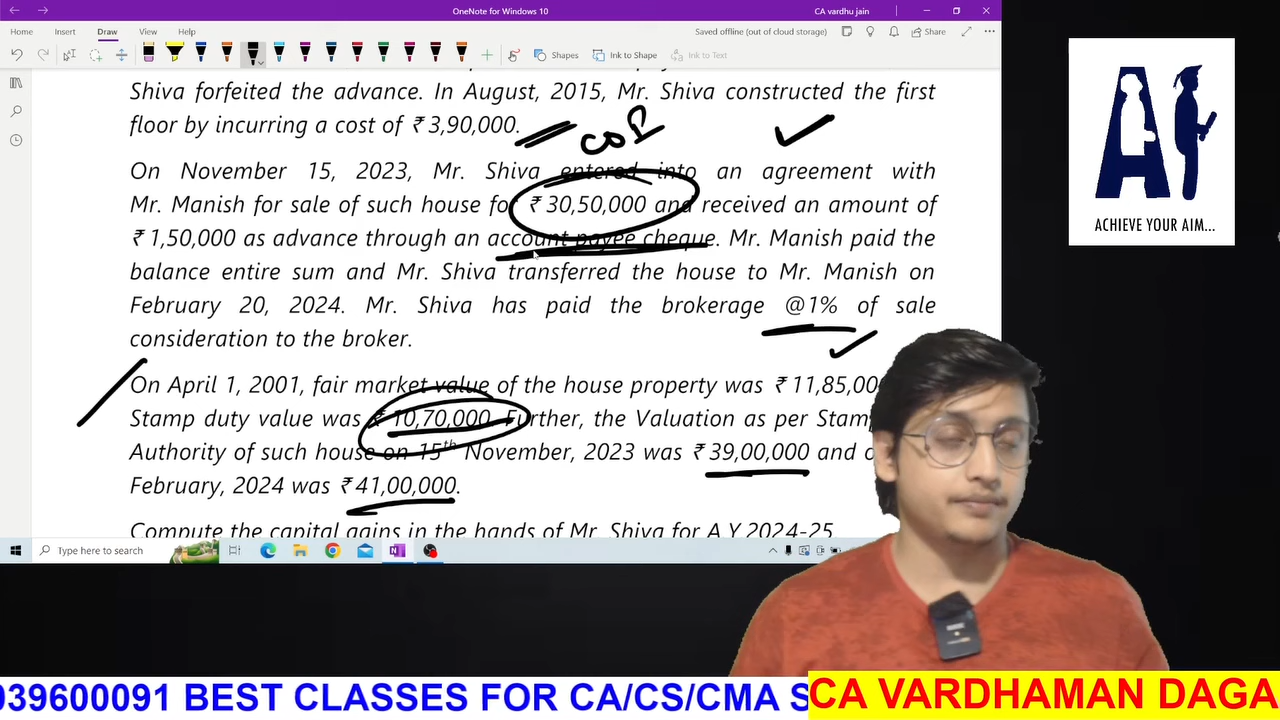 OneNote for Windows 10
CA vardhu jain
Home Insert Draw View Help
Saved offline (out of cloud storage)
Share
Shapes
Ink to Shape
Ink to Text
Shiva forfeited the advance. In August, 2015, Mr. Shiva constructed the first
floor by incurring a cost of ₹ 3,90,000.
On November 15, 2023, Mr. Shiva entered into an agreement with
Mr. Manish for sale of such house for ₹ 30,50,000 and received an amount of
₹ 1,50,000 as advance through an account payee cheque. Mr. Manish paid the
balance entire sum and Mr. Shiva transferred the house to Mr. Manish on
February 20, 2024. Mr. Shiva has paid the brokerage @1% of sale
consideration to the broker.
On April 1, 2001, fair market value of the house property was ₹ 11,85,00
Stamp duty value was ₹ 10,70,000. Further, the Valuation as per Stamp
Authority of such house on 15th November, 2023 was ₹ 39,00,000 and
February, 2024 was ₹ 41,00,000.
Compute the capital gains in the hands of Mr. Shiva for A.Y.2024-25
Type here to search
ACHIEVE YOUR AIM...
039600091 BEST CLASSES FOR CA/CS/CMA S
CA VARDHAMAN DAGA